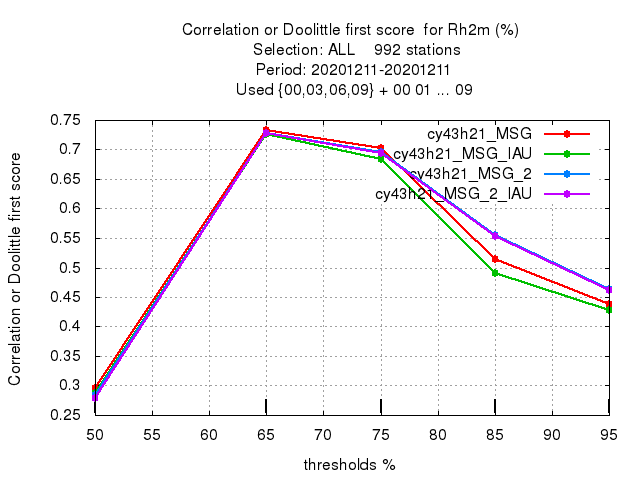 Correlation or Doolittle first score  for Rh2m (%)
Selection: ALL    992 stations
Period: 20201211-20201211
Used {00,03,06,09} + 00 01 ... 09
Correlation or Doolittle first score
0.75
0.7
0.65
0.6
0.55
0.5
0.45
0.4
0.35
0.3
0.25
cy43h21_MSG
cy43h21_MSG_IAU
cy43h21_MSG_2
cy43h21_MSG_2_IAU
50 55 60 65 70 75 80 85 90 95
thresholds %